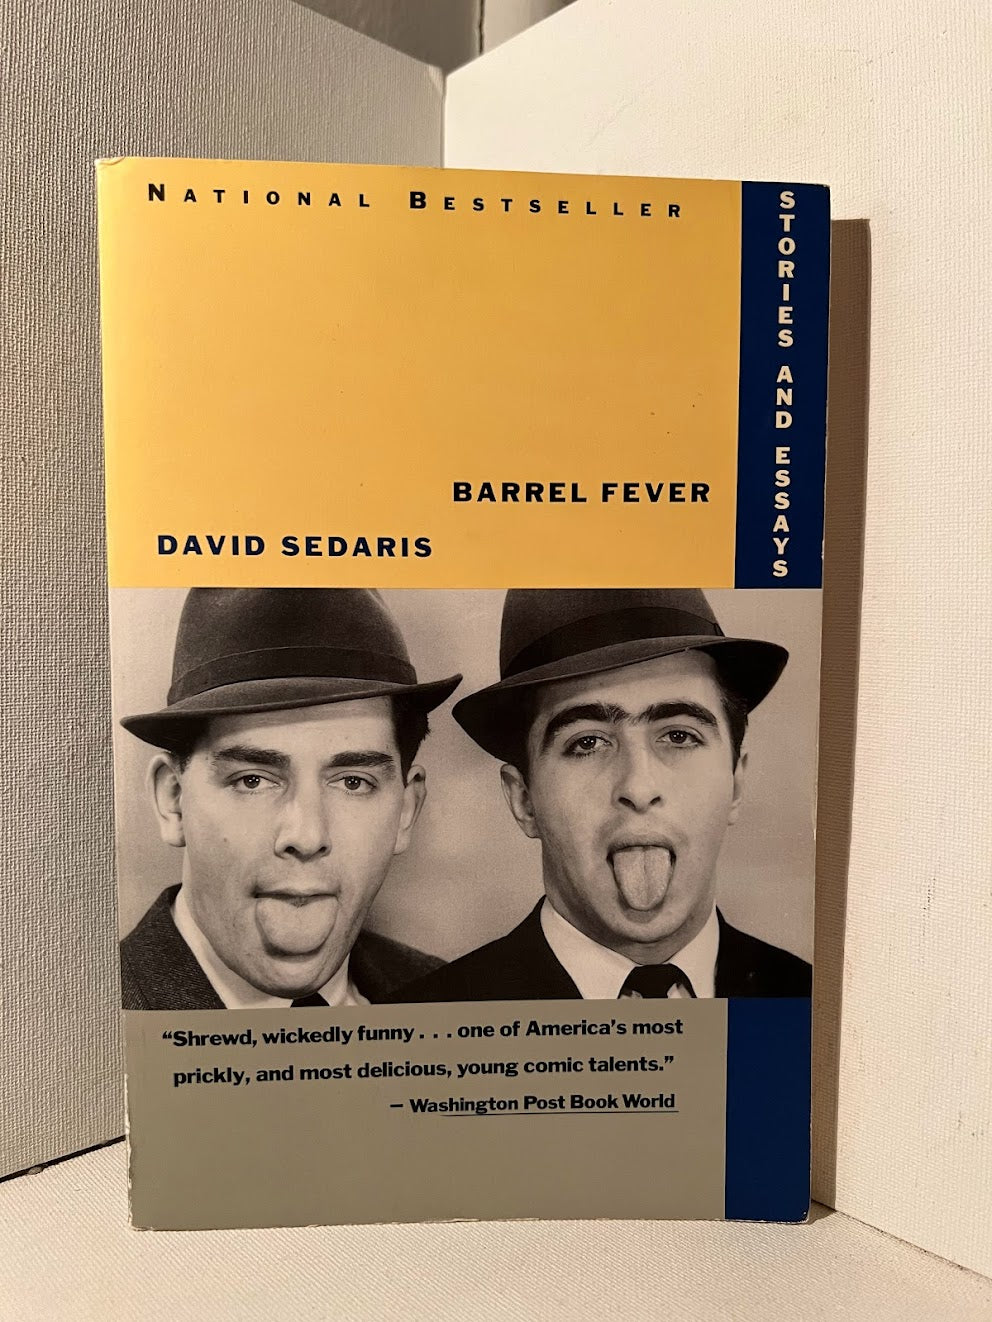 NATIONAL BESTSELLER
STORIES AND ESSAYS
BARREL FEVER
DAVID SEDARIS
“Shrewd, wickedly funny . . . one of America’s most
prickly, and most delicious, young comic talents.”
– Washington Post Book World